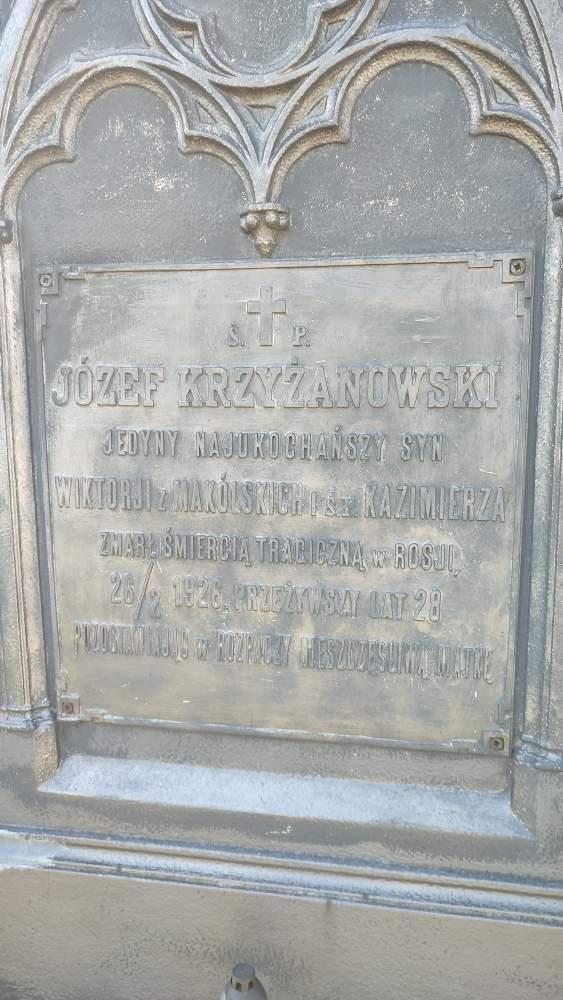 Ś. P.
JÓZEF KRZYŻANOWSKI
JEDYNY NAJUKOCHAŃSZY SYN
WIKTORJI z MAKÓLSKICH i ś.p. KAZIMIERZA
ZMARŁ ŚMIERCIĄ TRAGICZNĄ w ROSJI,
26/2 1926. PRZEŻYWSZY LAT 28
POZOSTAWIAJĄC w ROZPACZY NIESZCZĘŚLIWĄ MATKĘ